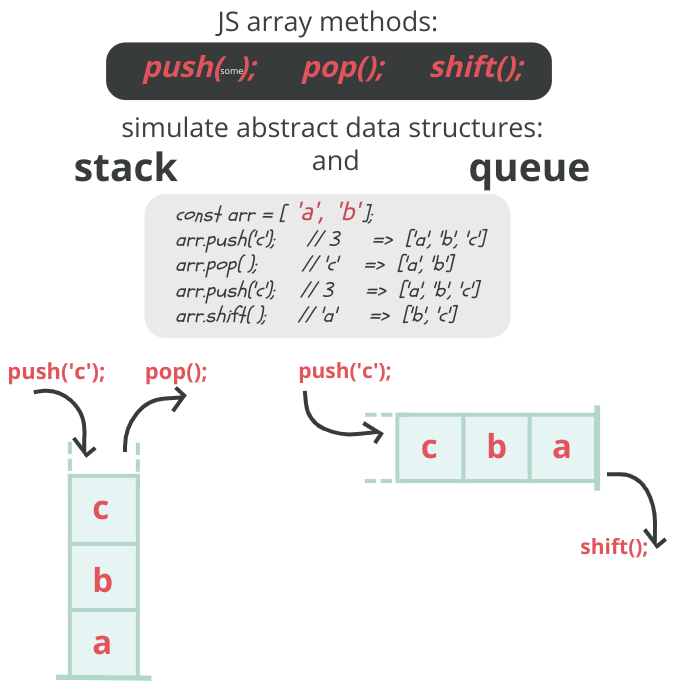 JS array methods:
push(some); pop(); shift();
simulate abstract data structures:
stack and queue
const arr = [ 'a', 'b' ];
arr.push('c'); // 3 => ['a', 'b', 'c']
arr.pop( ); // 'c' => ['a', 'b']
arr.push('c'); // 3 => ['a', 'b', 'c']
arr.shift( ); // 'a' => ['b', 'c']
push('c'); pop();
c
b
a
push('c');
c b a
shift();